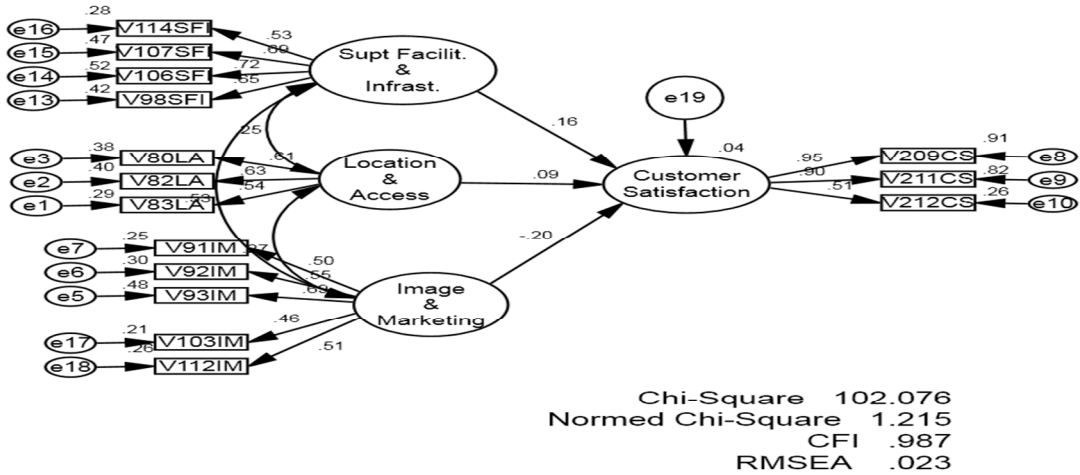 .28
e16 V114SFI .53
.47
e15 V107SFI .69
.52
e14 V106SFI .72
.42
e13 V98SFI .65
Supt Facilit.
&
Infrast.
e19
.16
.04
.25
.38
e3 V80LA .61
.40
e2 V82LA .63
.29
e1 V83LA .54
Location
&
Access
.09
Customer
Satisfaction
.95 V209CS .91 e8
.90 V211CS .82 e9
.51 V212CS .26 e10
.25
e7 V91IM .50
.30
e6 V92IM .55
.48
e5 V93IM
-.20
Image
&
Marketing
.21
e17 V103IM .46
.26
e18 V112IM .51
Chi-Square 102.076
Normed Chi-Square 1.215
CFI .987
RMSEA .023